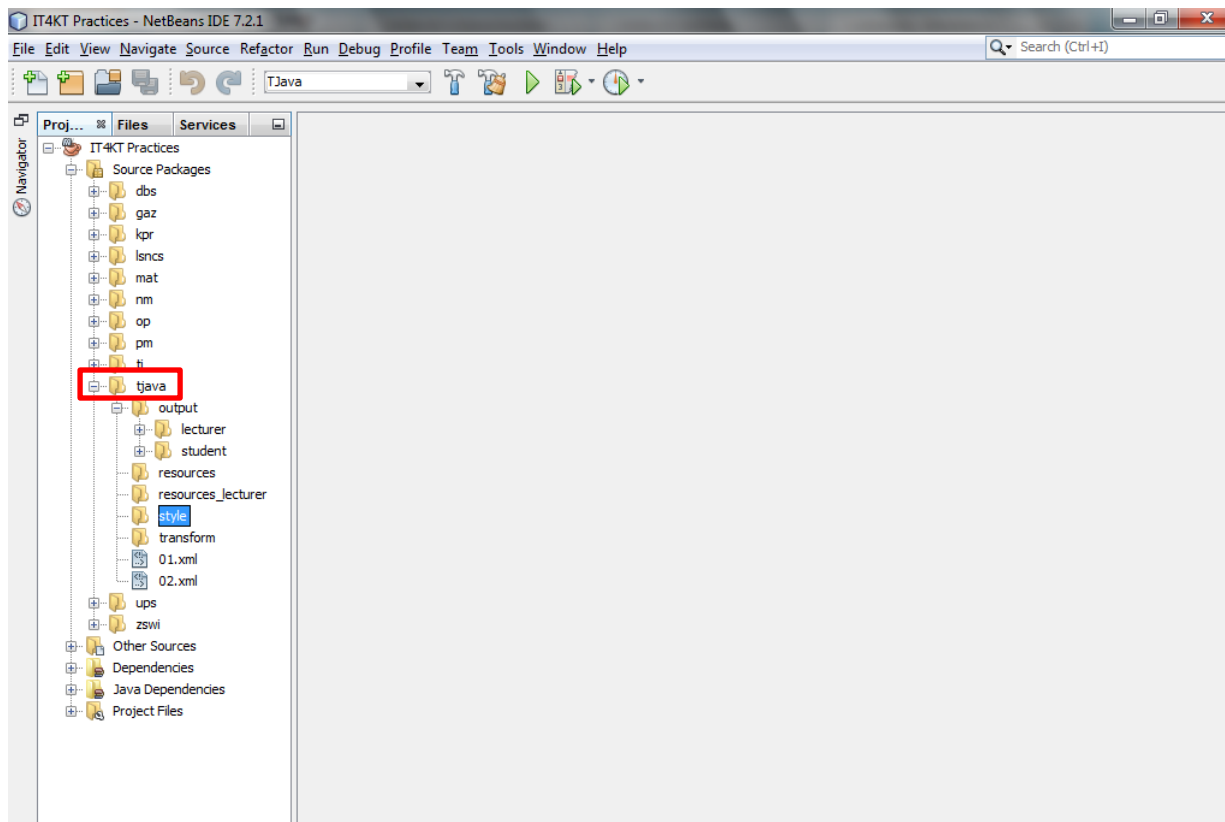 IT4KT Practices - NetBeans IDE 7.2.1
File Edit View Navigate Source Refactor Run Debug Profile Team Tools Window Help
Search (Ctrl+I)
TJava
Proj... Files Services
Navigator
IT4KT Practices
Source Packages
dbs
gaz
kpr
lsncs
mat
nm
op
pm
ti
tjava
output
lecturer
student
resources
resources_lecturer
style
transform
01.xml
02.xml
ups
zswi
Other Sources
Dependencies
Java Dependencies
Project Files